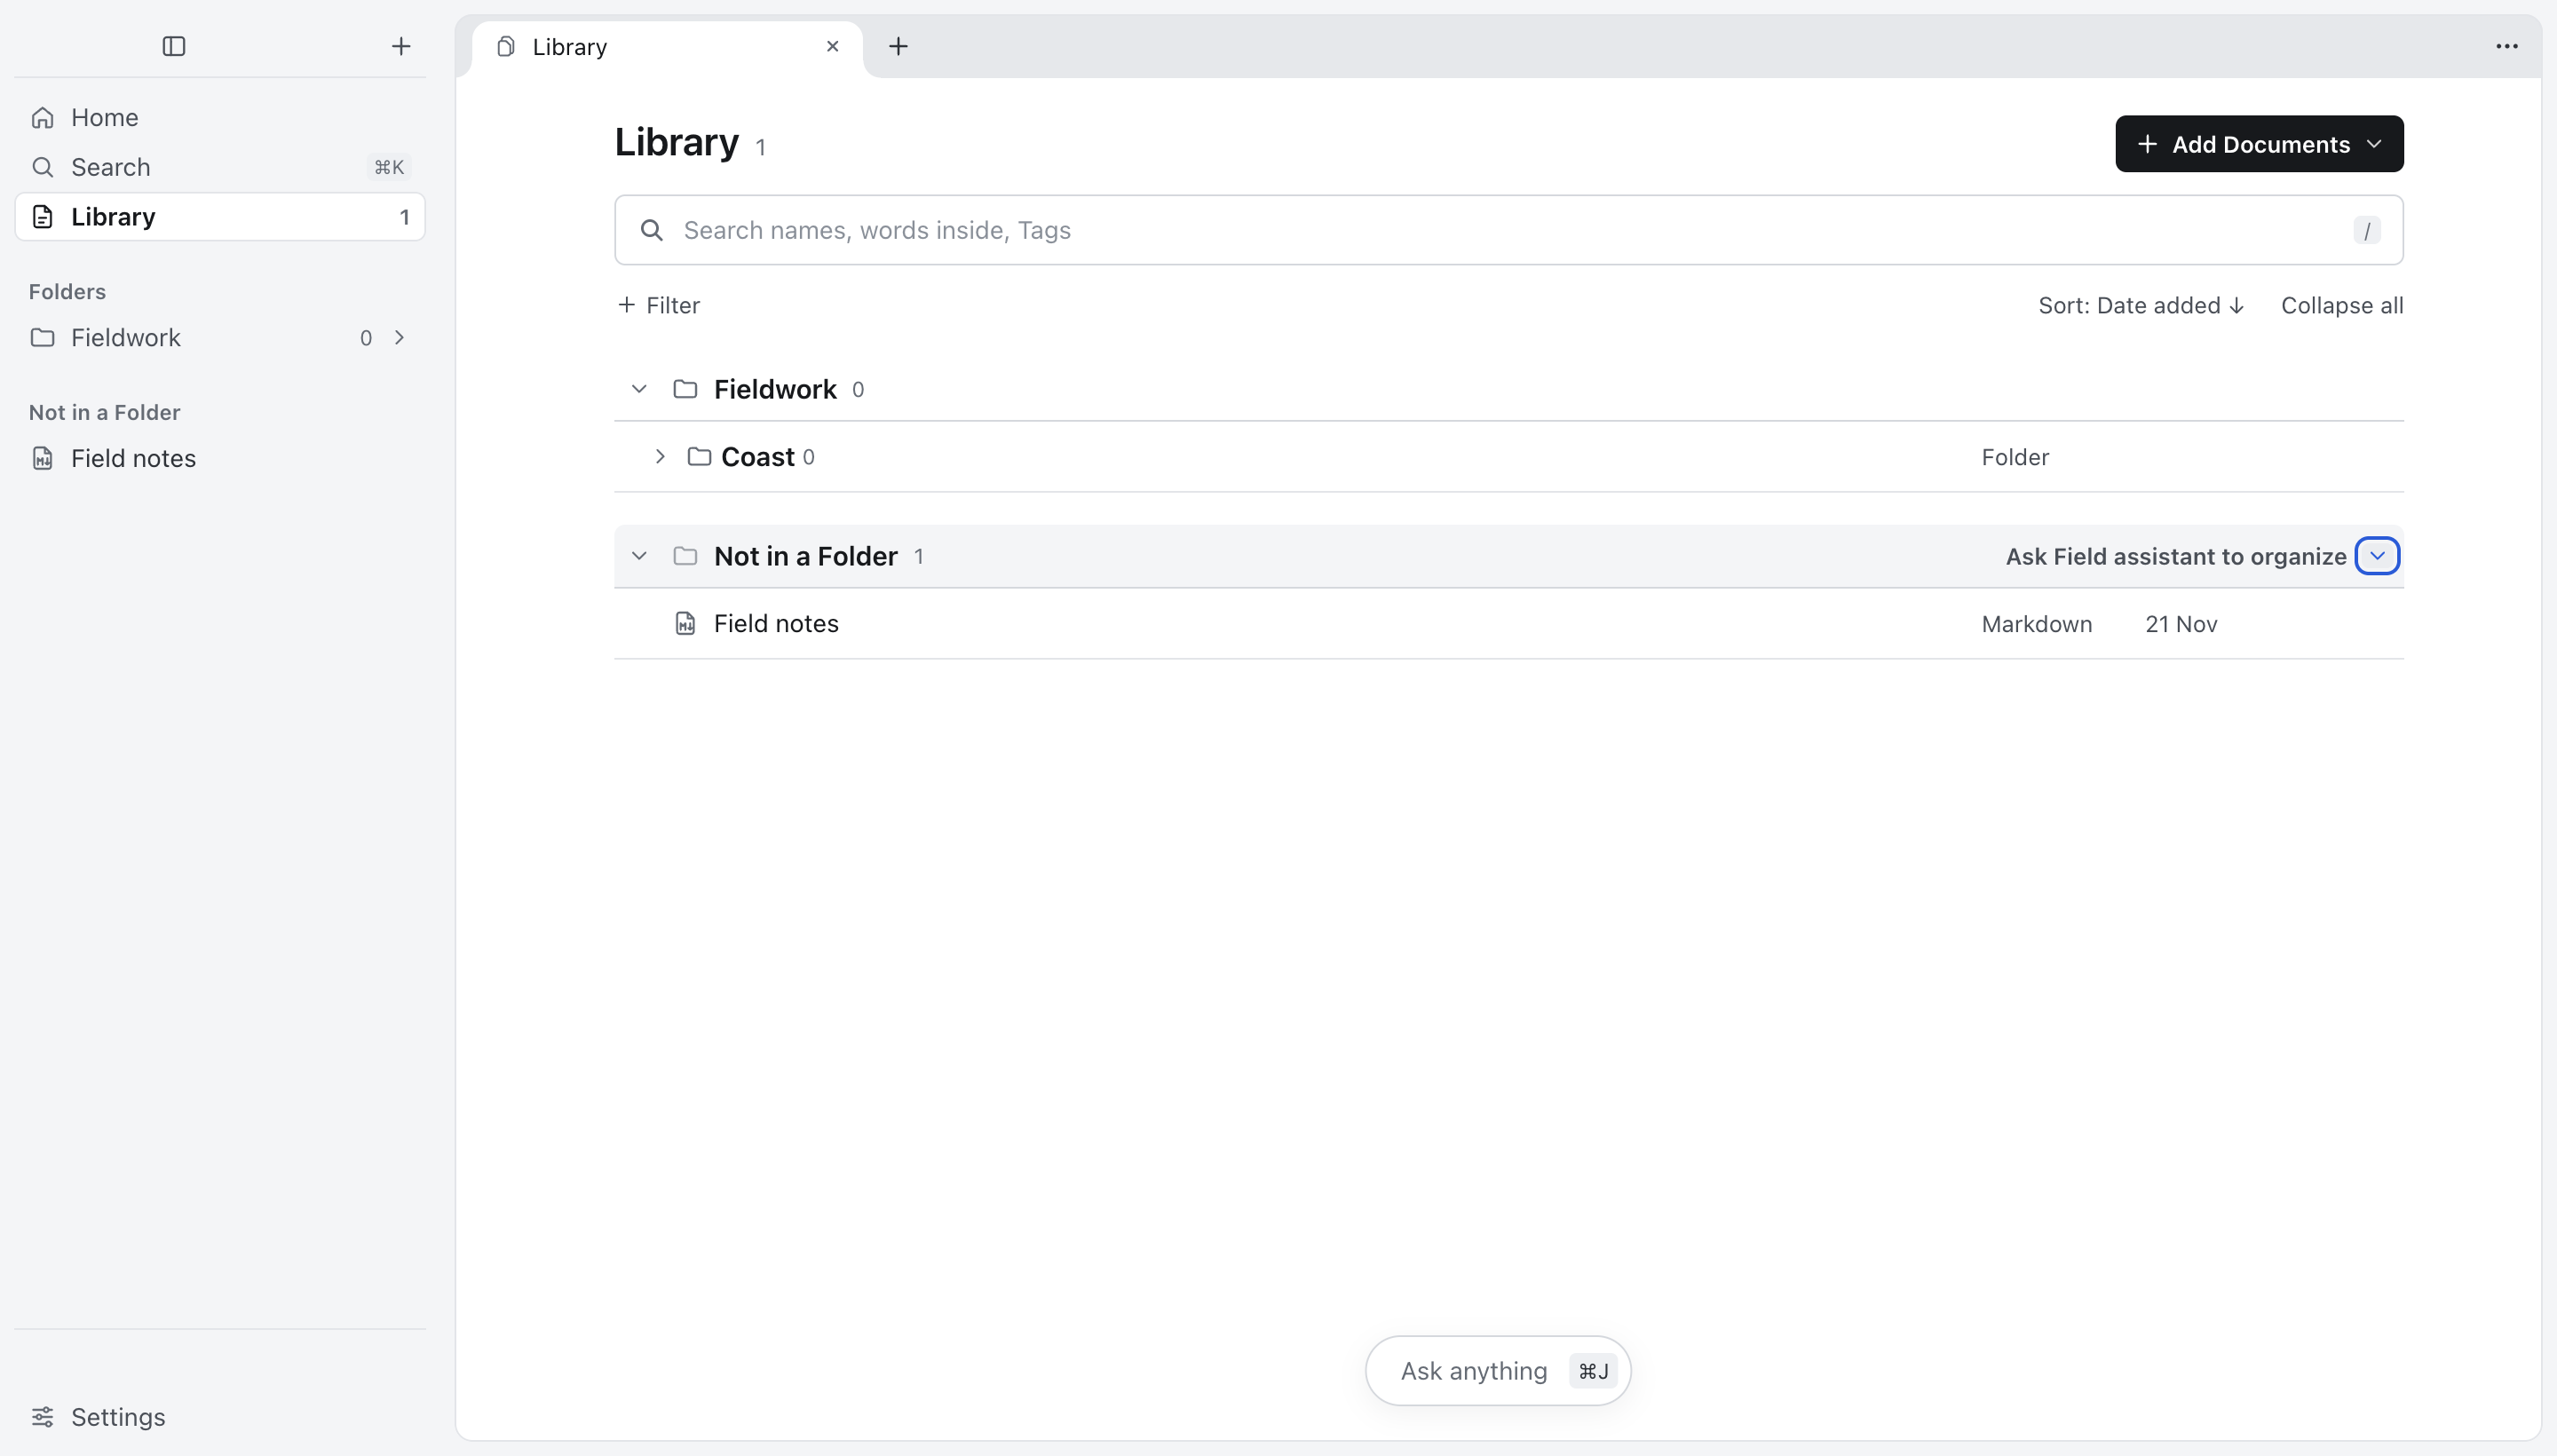 Library
Home
Search ⌘K
Library 1
Folders
Fieldwork 0
Not in a Folder
Field notes
Settings
Library 1
Add Documents
Search names, words inside, Tags /
Filter
Sort: Date added ↓ Collapse all
Fieldwork 0
Coast 0 Folder
Not in a Folder 1 Ask Field assistant to organize
Field notes Markdown 21 Nov
Ask anything ⌘J